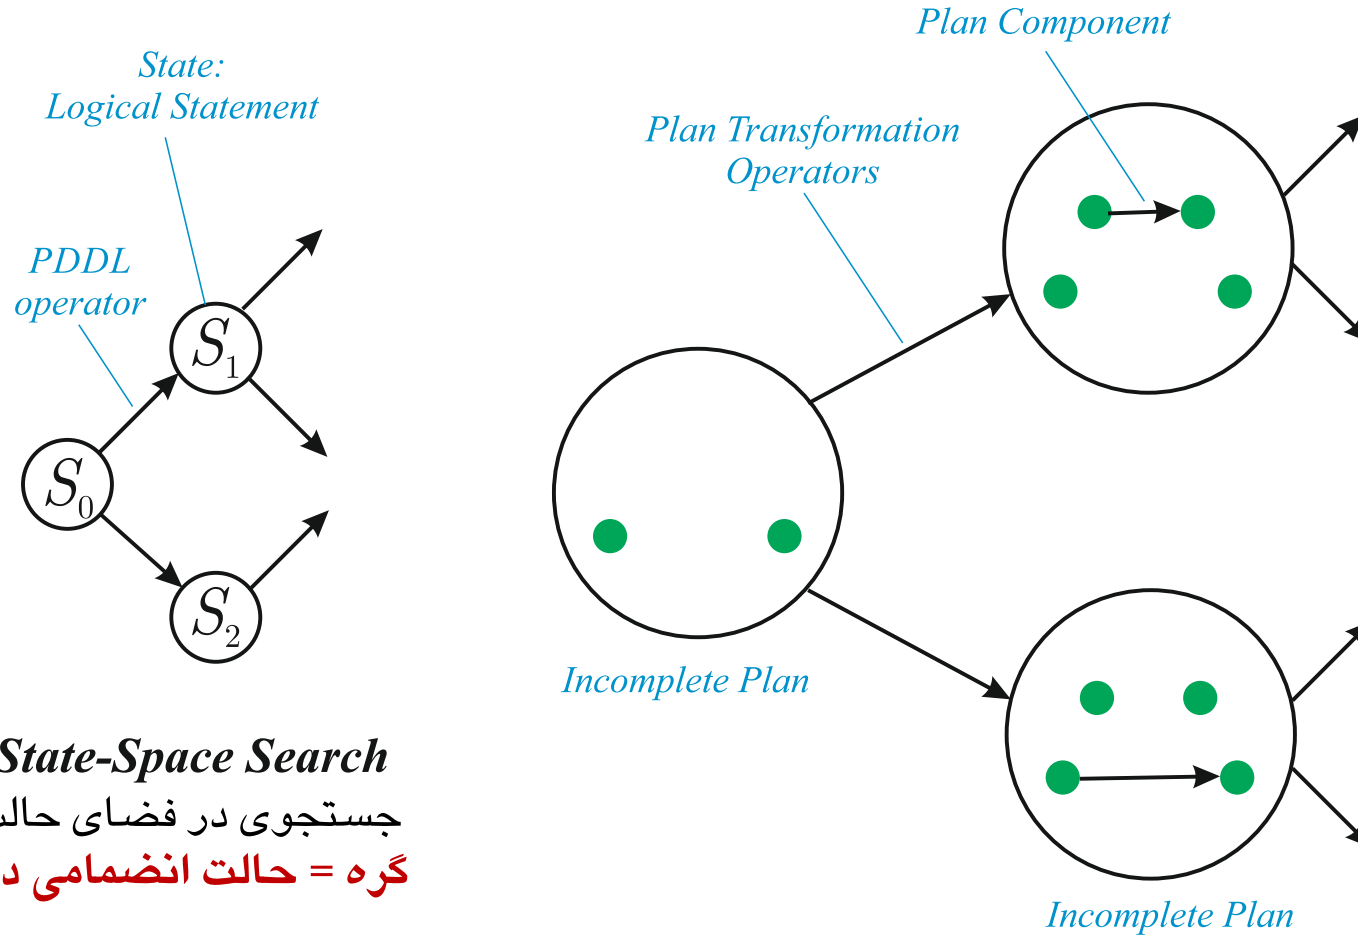 State:
Logical Statement
PDDL
operator
S1
S0
S2
State-Space Search
جستجوی در فضای
گره = حالت انضمامی
Plan Component
Plan Transformation
Operators
Incomplete Plan
Incomplete Plan